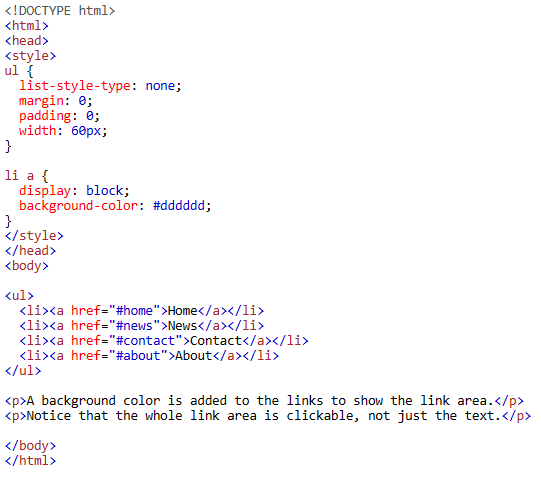 <!DOCTYPE html>
<html>
<head>
<style>
ul {
  list-style-type: none;
  margin: 0;
  padding: 0;
  width: 60px;
}

li a {
  display: block;
  background-color: #dddddd;
}
</style>
</head>
<body>

<ul>
  <li><a href="#home">Home</a></li>
  <li><a href="#news">News</a></li>
  <li><a href="#contact">Contact</a></li>
  <li><a href="#about">About</a></li>
</ul>

<p>A background color is added to the links to show the link area.</p>
<p>Notice that the whole link area is clickable, not just the text.</p>

</body>
</html>